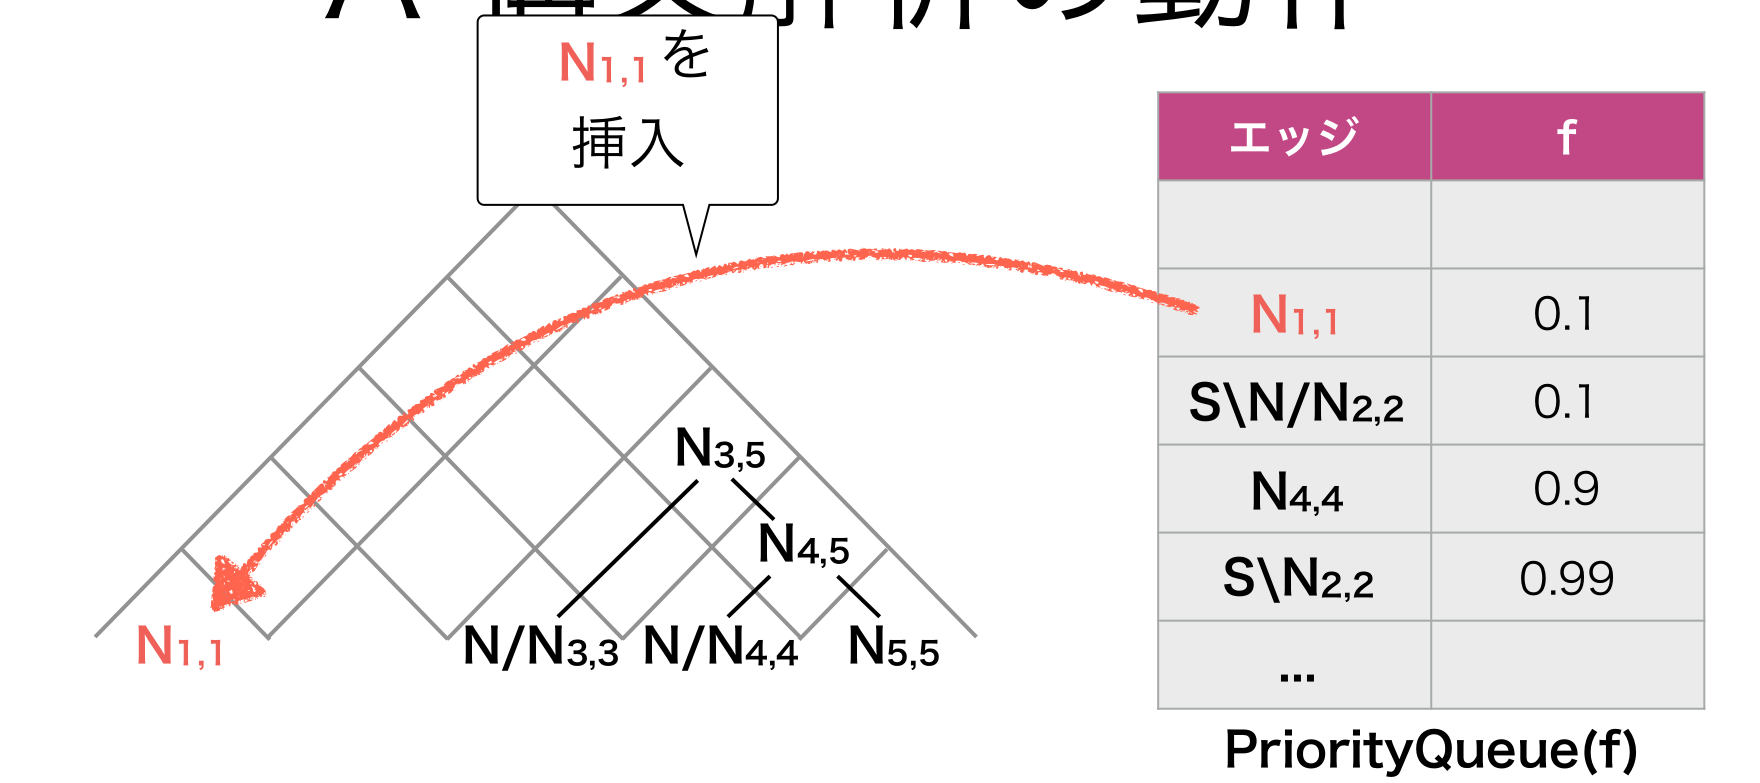 N1,1 を
挿入
エッジ f
N1,1 0.1
S\N/N2,2 0.1
N4,4 0.9
S\N2,2 0.99
...
PriorityQueue(f)
N3,5
N4,5
N1,1 N/N3,3 N/N4,4 N5,5